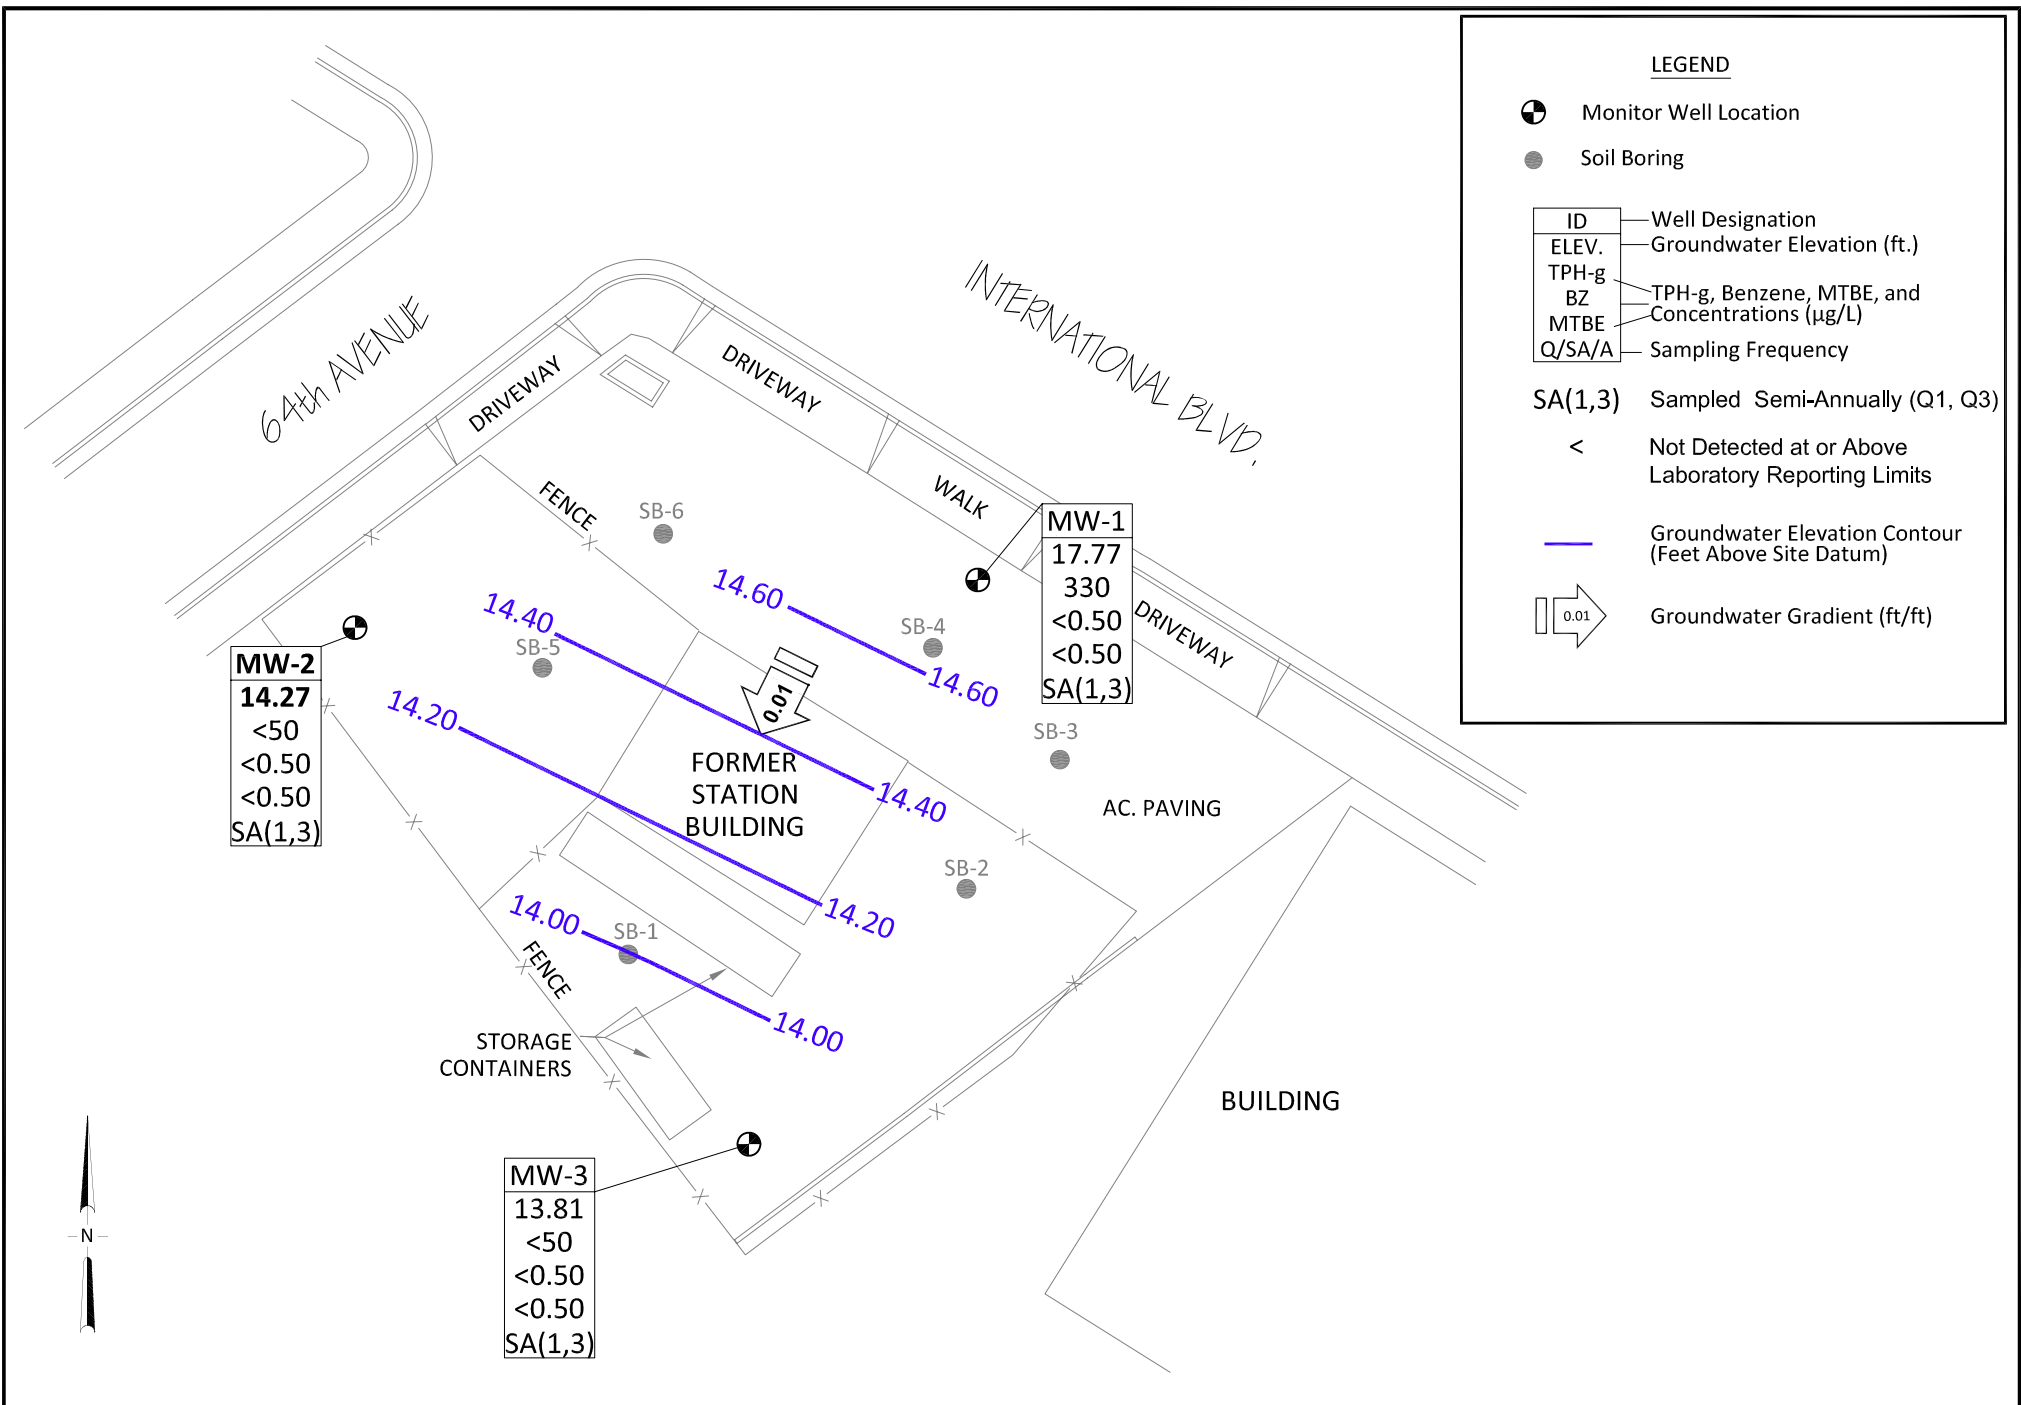 LEGEND
Monitor Well Location
Soil Boring
ID
ELEV.
TPH-g
BZ
MTBE
Q/SA/A
Well Designation
Groundwater Elevation (ft.)
TPH-g, Benzene, MTBE, and
Concentrations (µg/L)
Sampling Frequency
SA(1,3) Sampled Semi-Annually (Q1, Q3)
< Not Detected at or Above
Laboratory Reporting Limits
Groundwater Elevation Contour
(Feet Above Site Datum)
0.01 Groundwater Gradient (ft/ft)
64th AVENUE
INTERNATIONAL BLVD.
DRIVEWAY
DRIVEWAY
WALK
DRIVEWAY
FENCE
SB-6
MW-1
17.77
330
<0.50
<0.50
SA(1,3)
14.60
14.60
SB-4
14.40
14.40
SB-5
MW-2
14.27
<50
<0.50
<0.50
SA(1,3)
14.20
14.20
0.01
SB-3
FORMER
STATION
BUILDING
AC. PAVING
SB-2
14.00
14.00
SB-1
FENCE
STORAGE
CONTAINERS
BUILDING
MW-3
13.81
<50
<0.50
<0.50
SA(1,3)
N